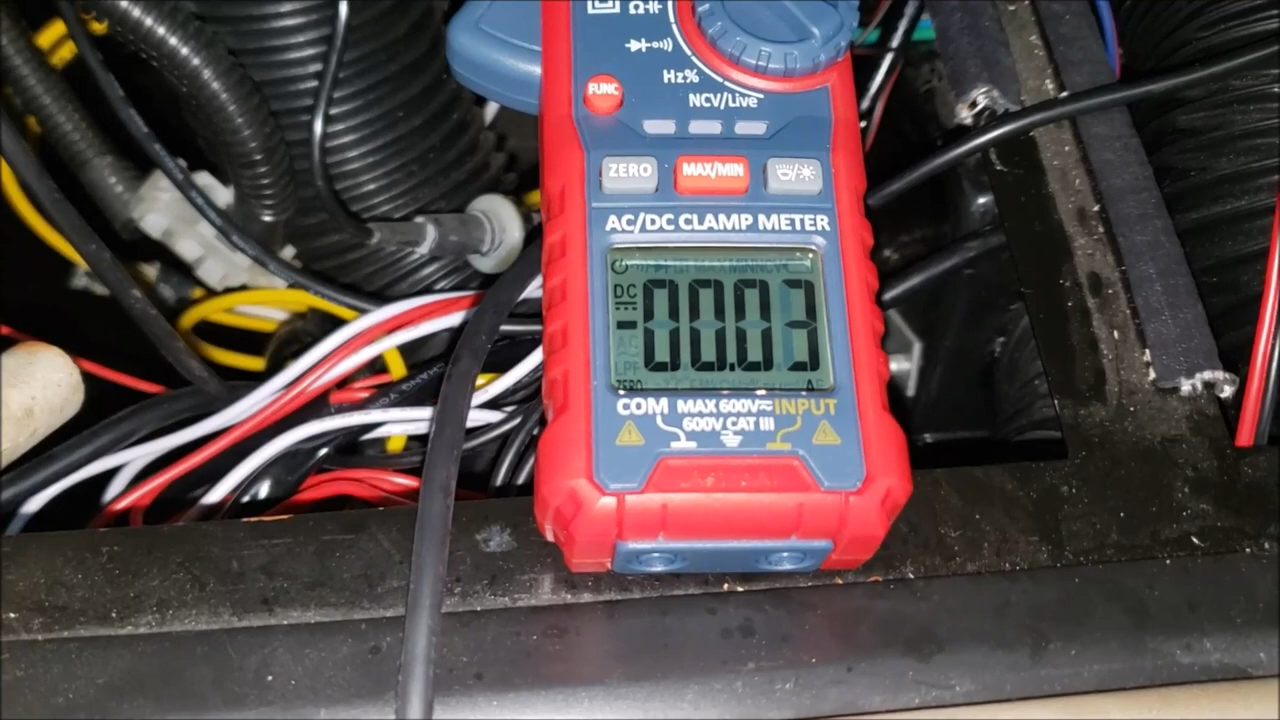 Hz%
FUNC
NCV/Live
ZERO
MAX/MIN
AC/DC CLAMP METER
DC
-00.03
ZERO
A
COM MAX 600V≂ INPUT
600V CAT III